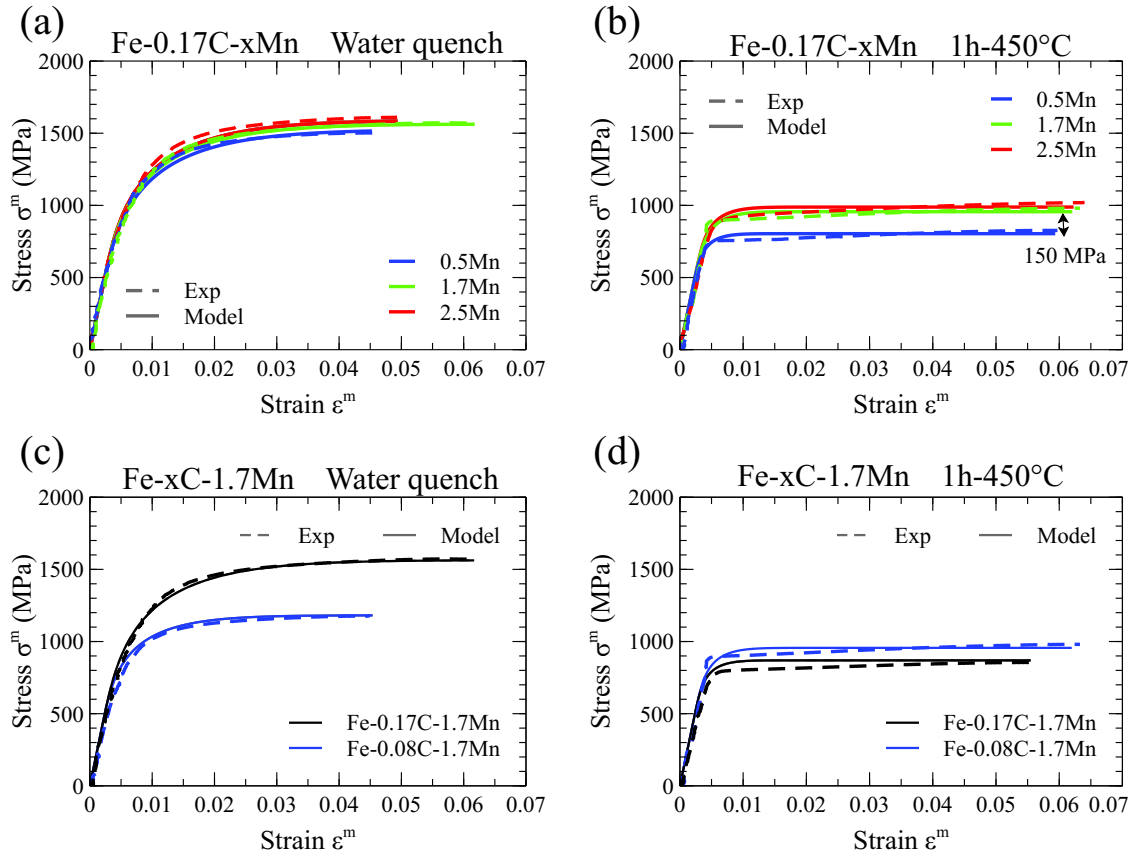 (a)
Fe-0.17C-xMn Water quench
2000
1500
1000
500
0
Stress σᵐ (MPa)
Exp
Model
0.5Mn
1.7Mn
2.5Mn
0 0.01 0.02 0.03 0.04 0.05 0.06 0.07
Strain εᵐ
(b)
Fe-0.17C-xMn 1h-450°C
2000
1500
1000
500
0
Stress σᵐ (MPa)
Exp
Model
0.5Mn
1.7Mn
2.5Mn
150 MPa
0 0.01 0.02 0.03 0.04 0.05 0.06 0.07
Strain εᵐ
(c)
Fe-xC-1.7Mn Water quench
2000
1500
1000
500
0
Stress σᵐ (MPa)
Exp Model
Fe-0.17C-1.7Mn
Fe-0.08C-1.7Mn
0 0.01 0.02 0.03 0.04 0.05 0.06 0.07
Strain εᵐ
(d)
Fe-xC-1.7Mn 1h-450°C
2000
1500
1000
500
0
Stress σᵐ (MPa)
Exp Model
Fe-0.17C-1.7Mn
Fe-0.08C-1.7Mn
0 0.01 0.02 0.03 0.04 0.05 0.06 0.07
Strain εᵐ